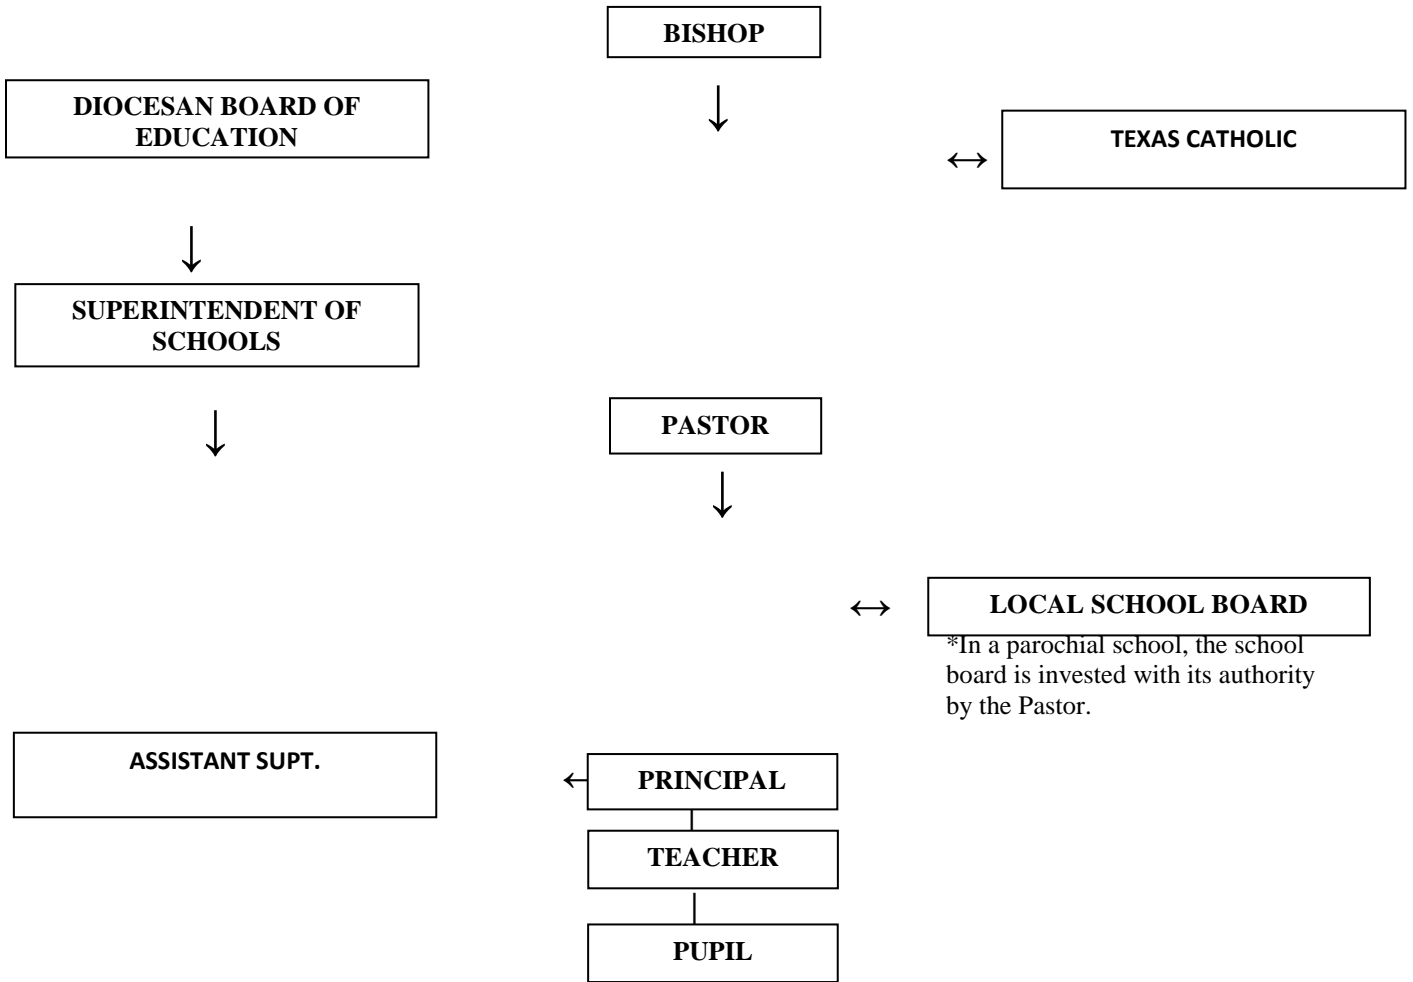 BISHOP
DIOCESAN BOARD OF
EDUCATION
TEXAS CATHOLIC
SUPERINTENDENT OF
SCHOOLS
PASTOR
LOCAL SCHOOL BOARD
*In a parochial school, the school
board is invested with its authority
by the Pastor.
ASSISTANT SUPT.
PRINCIPAL
TEACHER
PUPIL